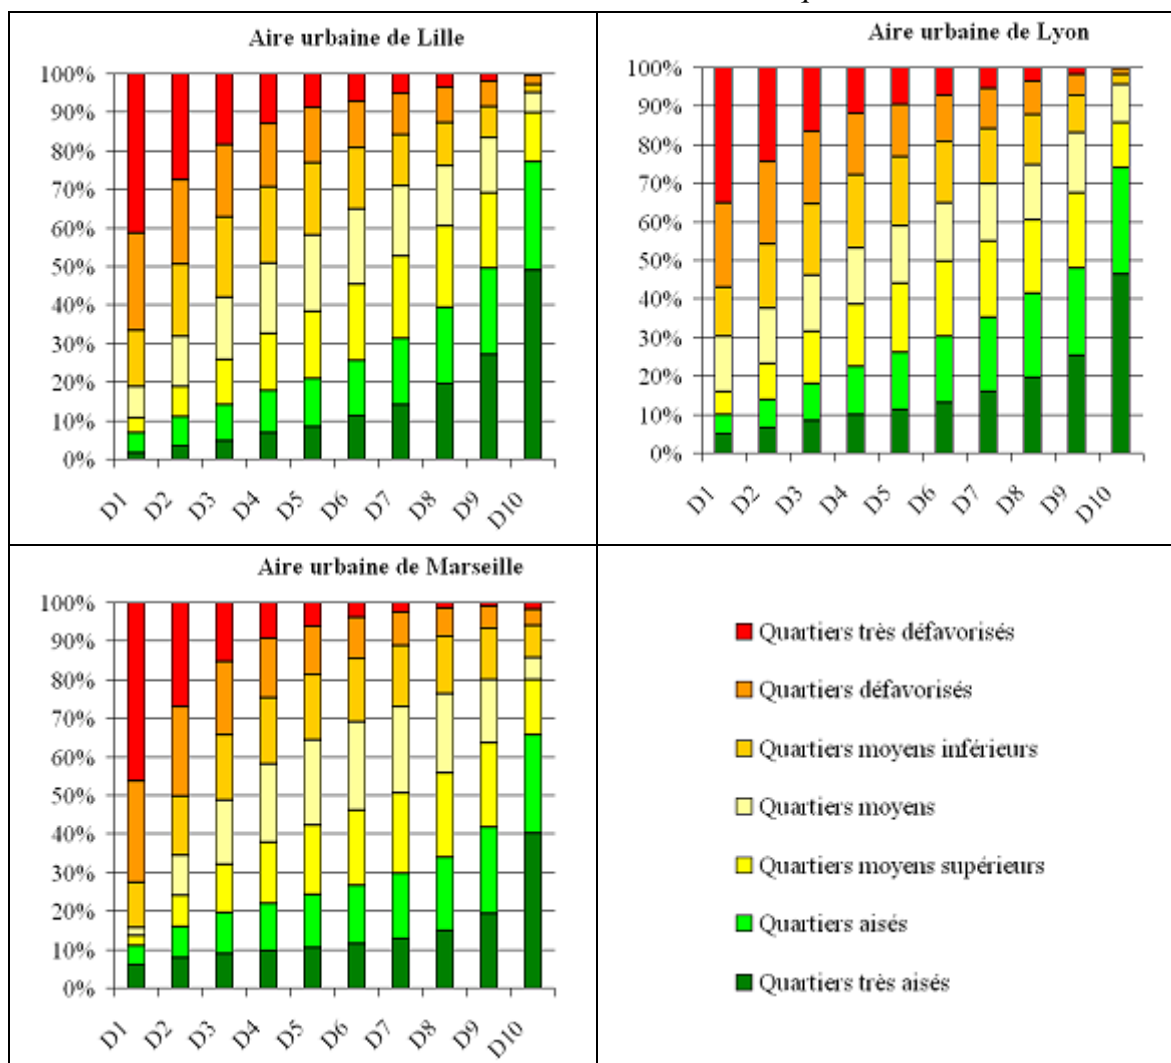 Aire urbaine de Lille
100%
90%
80%
70%
60%
50%
40%
30%
20%
10%
0%
D1 D2 D3 D4 D5 D6 D7 D8 D9 D10
Aire urbaine de Lyon
100%
90%
80%
70%
60%
50%
40%
30%
20%
10%
0%
D1 D2 D3 D4 D5 D6 D7 D8 D9 D10
Aire urbaine de Marseille
100%
90%
80%
70%
60%
50%
40%
30%
20%
10%
0%
D1 D2 D3 D4 D5 D6 D7 D8 D9 D10
Quartiers très défavorisés
Quartiers défavorisés
Quartiers moyens inférieurs
Quartiers moyens
Quartiers moyens supérieurs
Quartiers aisés
Quartiers très aisés